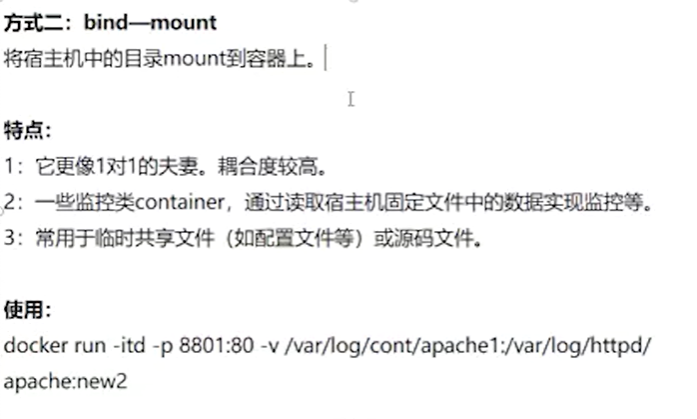 方式二：bind—mount
将宿主机中的目录mount到容器上。
特点：
1：它更像1对1的夫妻。耦合度较高。
2：一些监控类container，通过读取宿主机固定文件中的数据实现监控等。
3：常用于临时共享文件（如配置文件等）或源码文件。
使用：
docker run -itd -p 8801:80 -v /var/log/cont/apache1:/var/log/httpd/
apache:new2